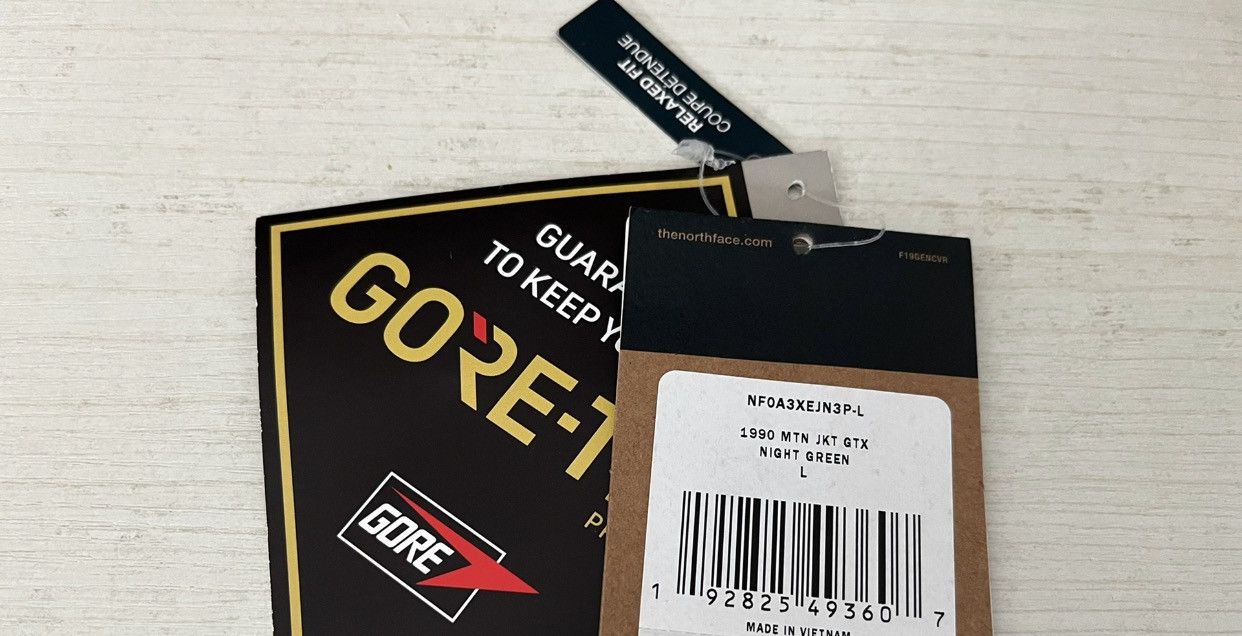 RELAXED FIT
COUPE DÉTENDUE
GUARA
TO KEEP
GORE-T
GORE
thenorthface.com
F19GENCVR
NF0A3XEJN3P-L
1990 MTN JKT GTX
NIGHT GREEN
L
1 92825 49360 7
MADE IN VIETNAM